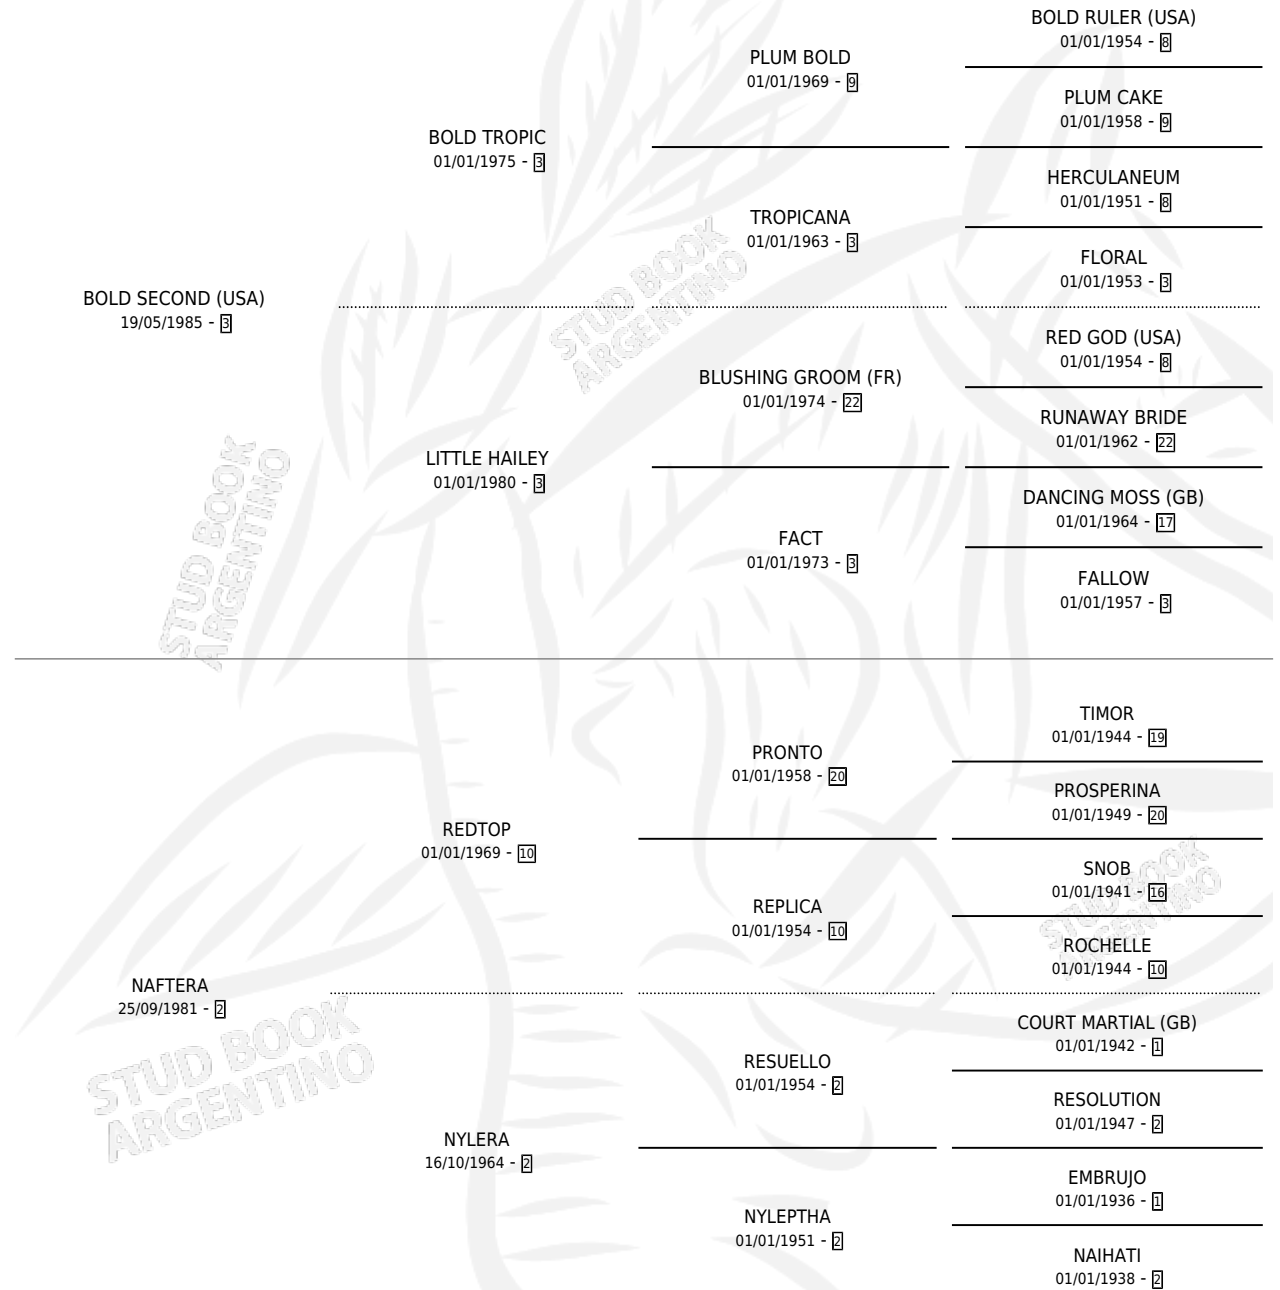 BOLD RULER (USA)
01/01/1954 - 8
PLUM BOLD
01/01/1969 - 9
PLUM CAKE
01/01/1958 - 9
BOLD TROPIC
01/01/1975 - 3
HERCULANEUM
01/01/1951 - 8
TROPICANA
01/01/1963 - 3
FLORAL
01/01/1953 - 3
BOLD SECOND (USA)
19/05/1985 - 3
RED GOD (USA)
01/01/1954 - 8
BLUSHING GROOM (FR)
01/01/1974 - 22
RUNAWAY BRIDE
01/01/1962 - 22
LITTLE HAILEY
01/01/1980 - 3
DANCING MOSS (GB)
01/01/1964 - 17
FACT
01/01/1973 - 3
FALLOW
01/01/1957 - 3
STUD BOOK
ARGENTINO
STUD BOOK
ARGENTINO
TIMOR
01/01/1944 - 19
PRONTO
01/01/1958 - 20
PROSPERINA
01/01/1949 - 20
REDTOP
01/01/1969 - 10
SNOB
01/01/1941 - 16
REPLICA
01/01/1954 - 10
ROCHELLE
01/01/1944 - 10
STUD BOOK
ARGENTINO
NAFTERA
25/09/1981 - 2
COURT MARTIAL (GB)
01/01/1942 - 1
RESUELLO
01/01/1954 - 2
RESOLUTION
01/01/1947 - 2
NYLERA
16/10/1964 - 2
EMBRUJO
01/01/1936 - 1
NYLEPTHA
01/01/1951 - 2
NAIHATI
01/01/1938 - 2
STUD BOOK
ARGENTINO